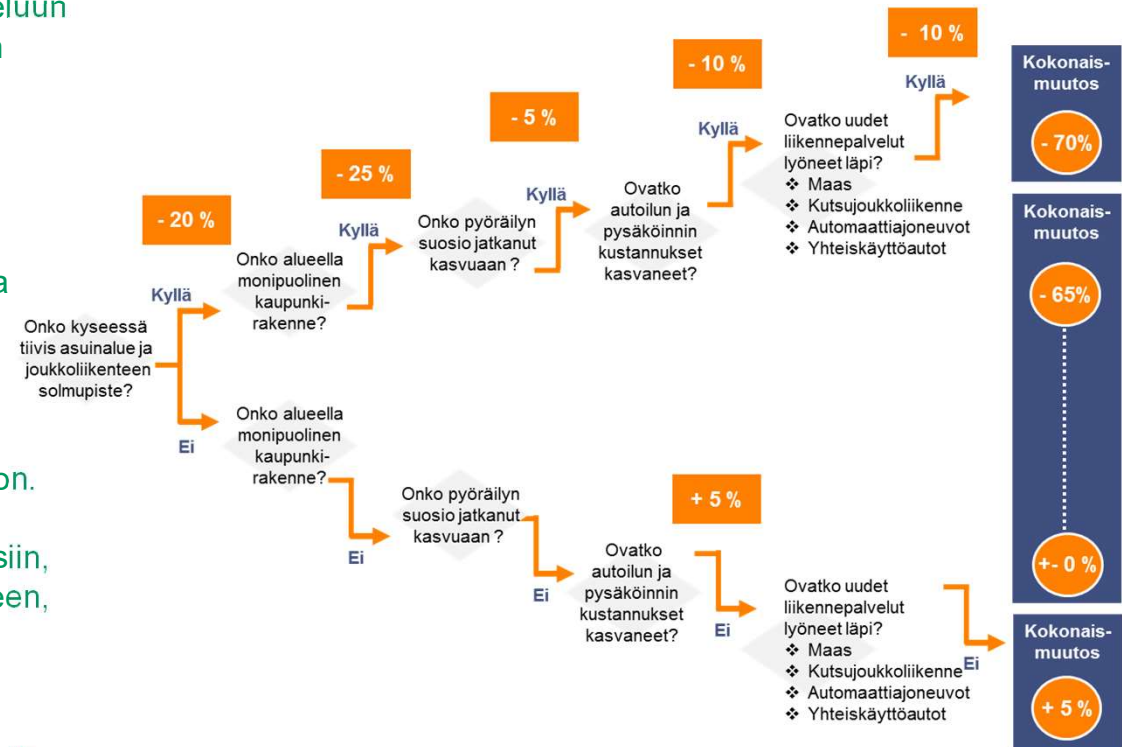 eluun
a
on.
siin,
een,
- 20 %
- 25 %
- 5 %
- 10 %
- 10 %
Onko kyseessä
tiivis asuinalue ja
joukkoliikenteen
solmupiste?
Kyllä
Onko alueella
monipuolinen
kaupunki-
rakenne?
Kyllä
Onko pyöräilyn
suosio jatkanut
kasvuaan ?
Kyllä
Ovatko
autoilun ja
pysäköinnin
kustannukset
kasvaneet?
Kyllä
Ovatko uudet
liikennepalvelut
lyöneet läpi?
❖ Maas
❖ Kutsujoukkoliikenne
❖ Automaattiajoneuvot
❖ Yhteiskäyttöautot
Kyllä
Ei
Onko alueella
monipuolinen
kaupunki-
rakenne?
Ei
Onko pyöräilyn
suosio jatkanut
kasvuaan ?
Ei
Ovatko
autoilun ja
pysäköinnin
kustannukset
kasvaneet?
+ 5 %
Ei
Ovatko uudet
liikennepalvelut
lyöneet läpi?
❖ Maas
❖ Kutsujoukkoliikenne
❖ Automaattiajoneuvot
❖ Yhteiskäyttöautot
Ei
Kokonais-
muutos
- 70%
Kokonais-
muutos
- 65%
+- 0 %
Kokonais-
muutos
+ 5 %